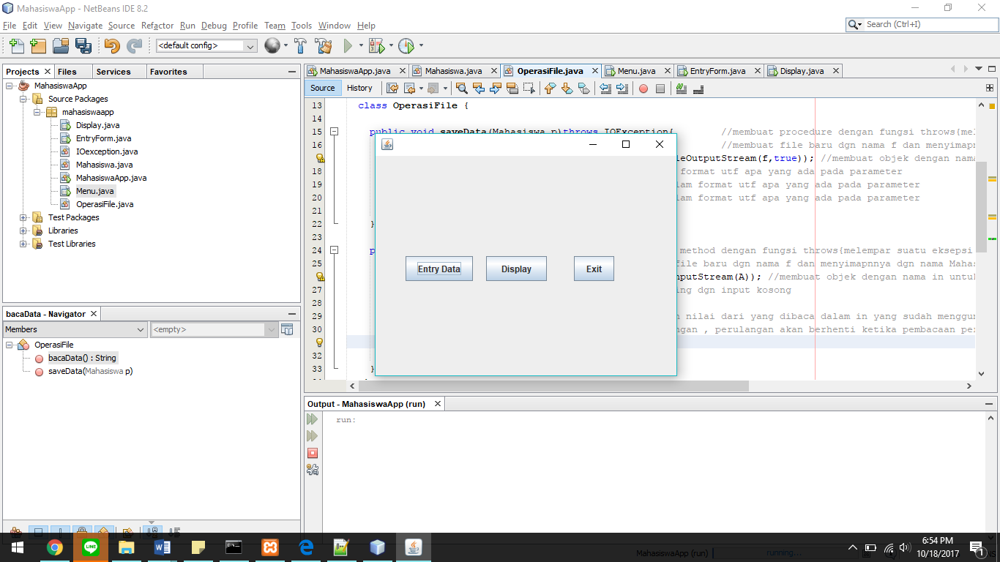 MahasiswaApp - NetBeans IDE 8.2
File Edit View Navigate Source Refactor Run Debug Profile Team Tools Window Help
Search (Ctrl+I)
<default config>
Projects Files Services Favorites
MahasiswaApp
Source Packages
mahasiswaapp
Display.java
EntryForm.java
IOexception.java
Mahasiswa.java
MahasiswaApp.java
Menu.java
OperasiFile.java
Test Packages
Libraries
Test Libraries
bacaData - Navigator
Members <empty>
OperasiFile
bacaData() : String
saveData(Mahasiswa p)
MahasiswaApp.java Mahasiswa.java OperasiFile.java Menu.java EntryForm.java Display.java
Source History
13 class OperasiFile {
14
15 public void saveData(Mahasiswa p)throws IOException{ //membuat procedure dengan fungsi throws{mel
16 //membuat file baru dgn nama f dan menyimapn
leOutputStream(f,true)); //membuat objek dengan nama
18 format utf apa yang ada pada parameter
19 lam format utf apa yang ada pada parameter
20 lam format utf apa yang ada pada parameter
21
22 }
23
24 p method dengan fungsi throws{melempar suatu eksepsi
25 file baru dgn nama f dan menyimapnnya dgn nama Mahas
nputStream(A)); //membuat objek dengan nama in untuk
27 ing dgn input kosong
28
29 n nilai dari yang dibaca dalam in yang sudah menggun
30 ngan , perulangan akan berhenti ketika pembacaan per
32
33 }
Entry Data Display Exit
Output - MahasiswaApp (run)
run:
MahasiswaApp (run) running...
6:54 PM
10/18/2017
1